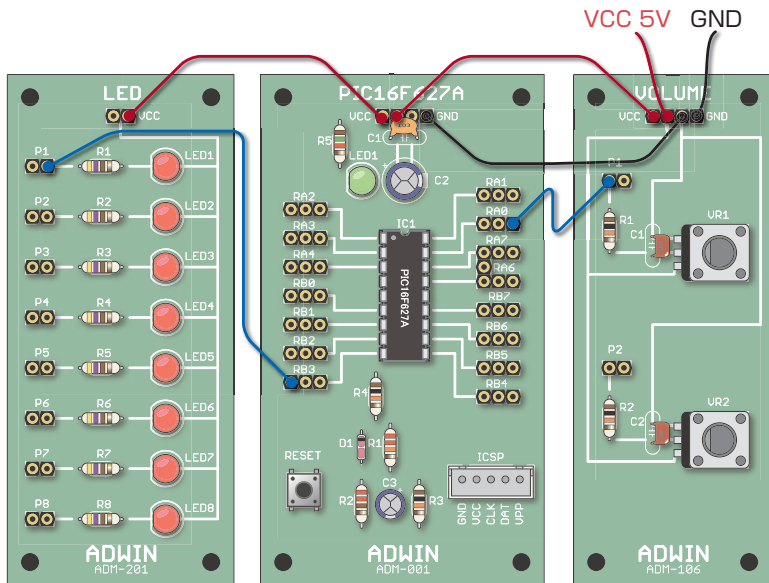 VCC 5V GND
LED
VCC
P1
R1
LED1
P2
R2
LED2
P3
R3
LED3
P4
R4
LED4
P5
R5
LED5
P6
R6
LED6
P7
R7
LED7
P8
R8
LED8
ADWIN
ADM-201
PIC16F627A
VCC
GND
C1
R5
LED1
C2
RA2
RA1
IC1
RA0
RA3
RA7
RA4
RA6
PIC16F627A
RB0
RB7
RB1
RB6
RB2
RB5
RB3
RB4
R4
D1
R1
RESET
ICSP
C3
R2
R3
GND
VCC
CLK
DAT
VPP
ADWIN
ADM-001
VOLUME
VCC
GND
P1
R1
C1
VR1
P2
R2
C2
VR2
ADWIN
ADM-106